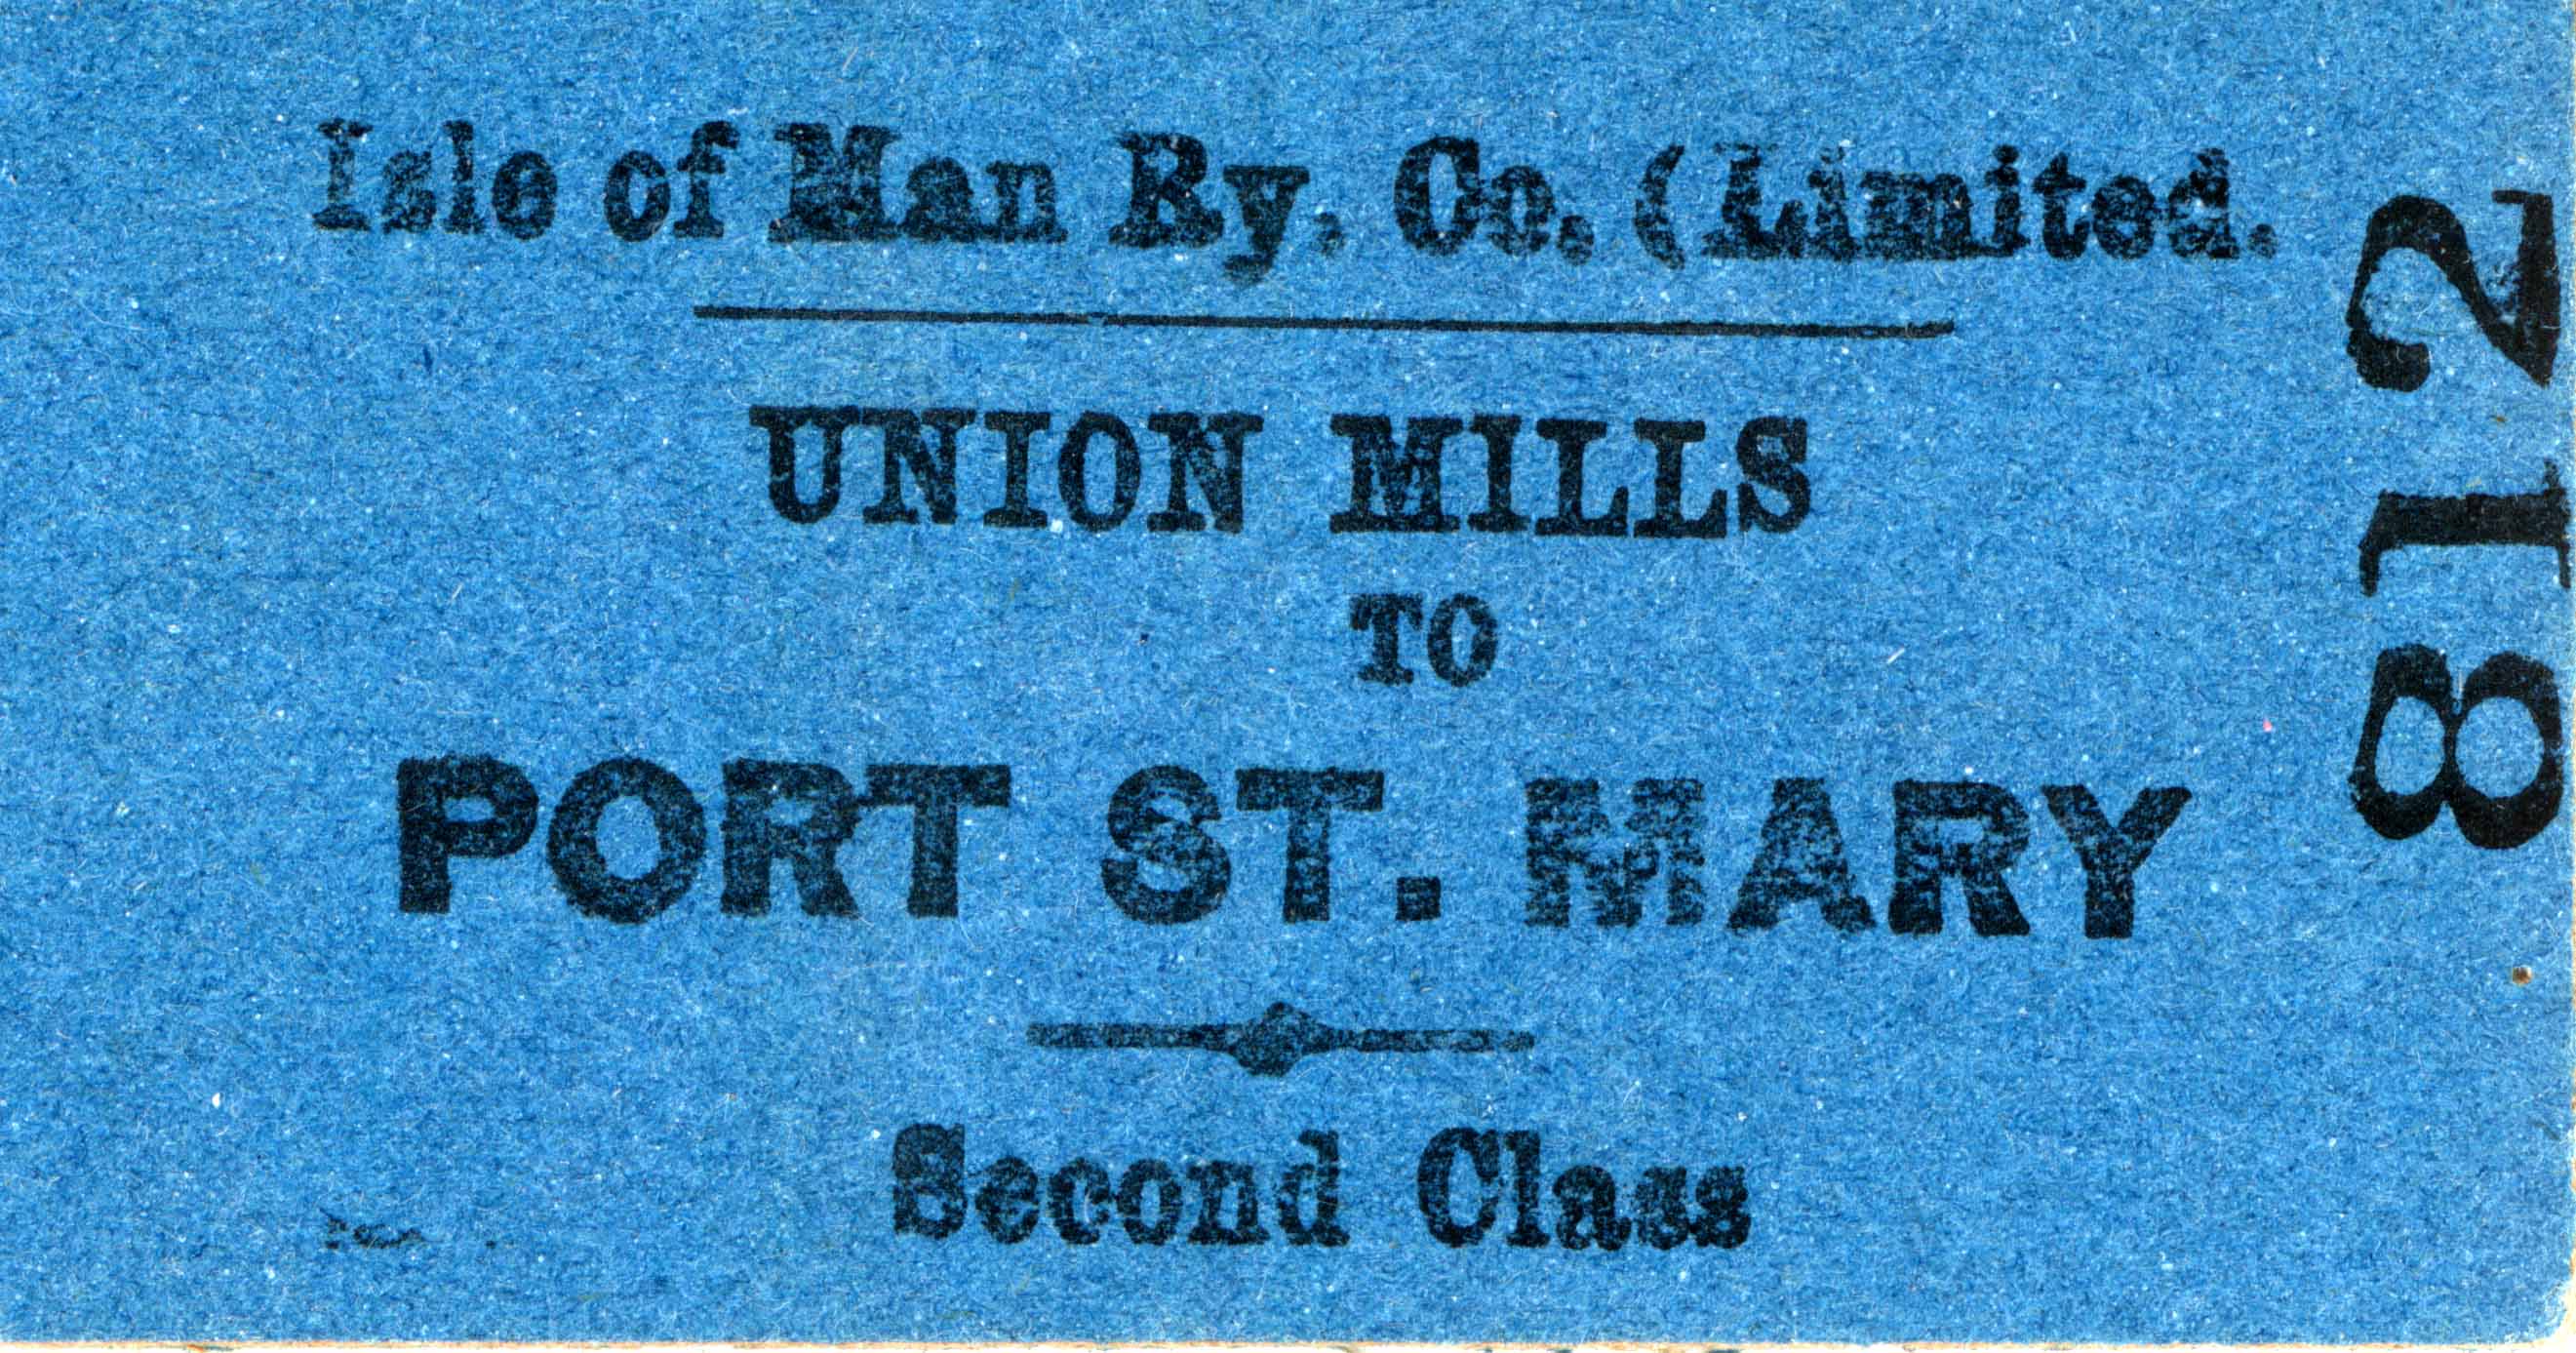 Isle of Man Ry. Co. (Limited.
UNION MILLS
TO
PORT ST. MARY
Second Class
812